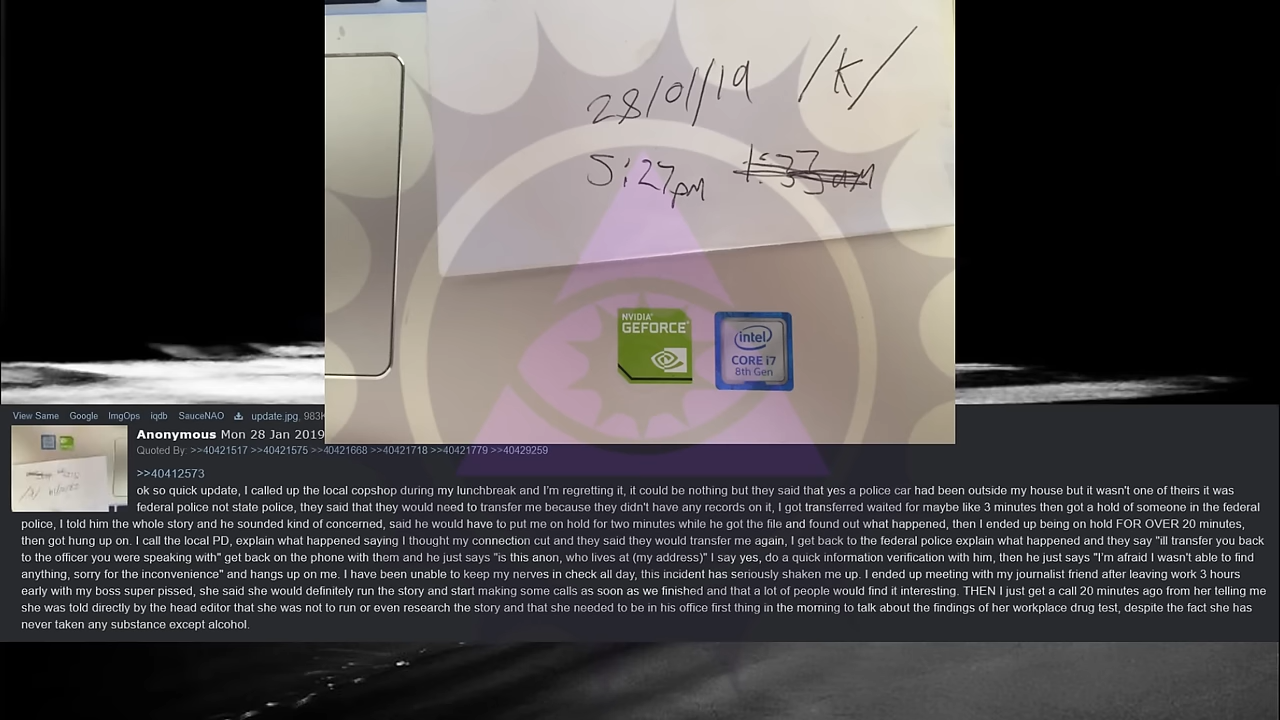 28/01/19 /K/
5:27pm
NVIDIA
GEFORCE
intel
CORE i7
8th Gen
View Same Google ImgOps iqdb SauceNAO update.jpg, 983K
Anonymous Mon 28 Jan 2019
Quoted By: >>40421517 >>40421575 >>40421668 >>40421718 >>40421779 >>40429259
>>40412573
ok so quick update, I called up the local copshop during my lunchbreak and I'm regretting it, it could be nothing but they said that yes a police car had been outside my house but it wasn't one of theirs it was
federal police not state police, they said that they would need to transfer me because they didn't have any records on it, I got transferred waited for maybe like 3 minutes then got a hold of someone in the federal
police, I told him the whole story and he sounded kind of concerned, said he would have to put me on hold for two minutes while he got the file and found out what happened, then I ended up being on hold FOR OVER 20 minutes,
then got hung up on. I call the local PD, explain what happened saying I thought my connection cut and they said they would transfer me again, I get back to the federal police explain what happened and they say "ill transfer you back
to the officer you were speaking with" get back on the phone with them and he just says "is this anon, who lives at (my address)" I say yes, do a quick information verification with him, then he just says "I'm afraid I wasn't able to find
anything, sorry for the inconvenience" and hangs up on me. I have been unable to keep my nerves in check all day, this incident has seriously shaken me up. I ended up meeting with my journalist friend after leaving work 3 hours
early with my boss super pissed, she said she would definitely run the story and start making some calls as soon as we finished and that a lot of people would find it interesting. THEN I just get a call 20 minutes ago from her telling me
she was told directly by the head editor that she was not to run or even research the story and that she needed to be in his office first thing in the morning to talk about the findings of her workplace drug test, despite the fact she has
never taken any substance except alcohol.